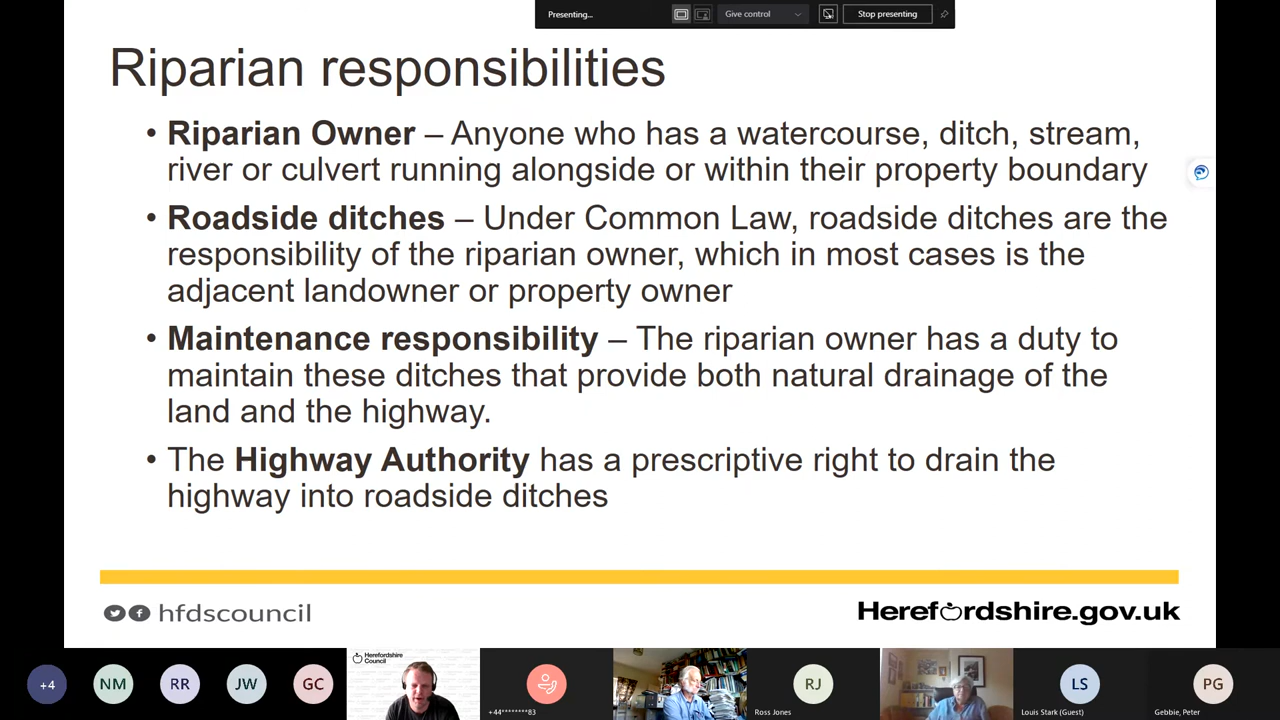 Presenting...
Give control
Stop presenting
Riparian responsibilities
• Riparian Owner – Anyone who has a watercourse, ditch, stream,
river or culvert running alongside or within their property boundary
• Roadside ditches – Under Common Law, roadside ditches are the
responsibility of the riparian owner, which in most cases is the
adjacent landowner or property owner
• Maintenance responsibility – The riparian owner has a duty to
maintain these ditches that provide both natural drainage of the
land and the highway.
• The Highway Authority has a prescriptive right to drain the
highway into roadside ditches
hfdscouncil
Herefordshire.gov.uk
+4
NM
RR
JW
GC
Herefordshire
Council
+44********83
RJ
Ross Jones
LS
Louis Stark (Guest)
PG
Gebbie, Peter